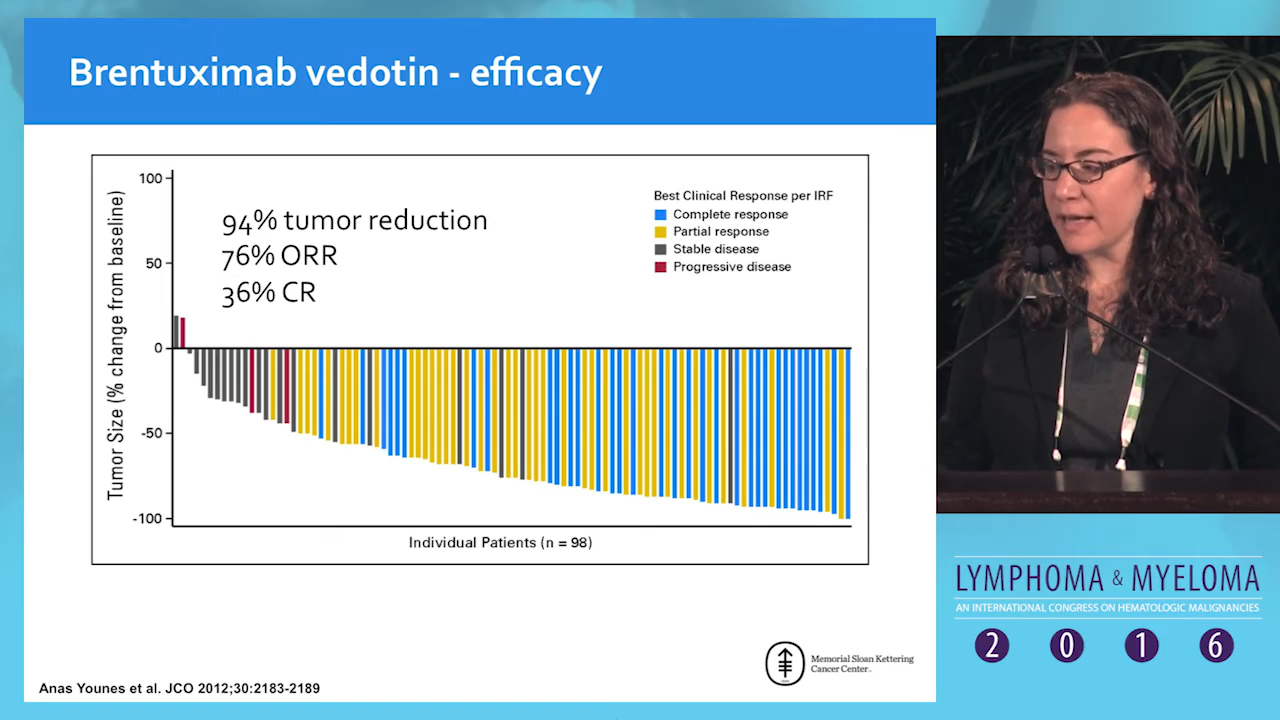 Brentuximab vedotin - efficacy
Tumor Size (% change from baseline)
100
50
0
-50
-100
94% tumor reduction
76% ORR
36% CR
Best Clinical Response per IRF
Complete response
Partial response
Stable disease
Progressive disease
Individual Patients (n = 98)
Memorial Sloan Kettering
Cancer Center
Anas Younes et al. JCO 2012;30:2183-2189
LYMPHOMA & MYELOMA
AN INTERNATIONAL CONGRESS ON HEMATOLOGIC MALIGNANCIES
2 0 1 6